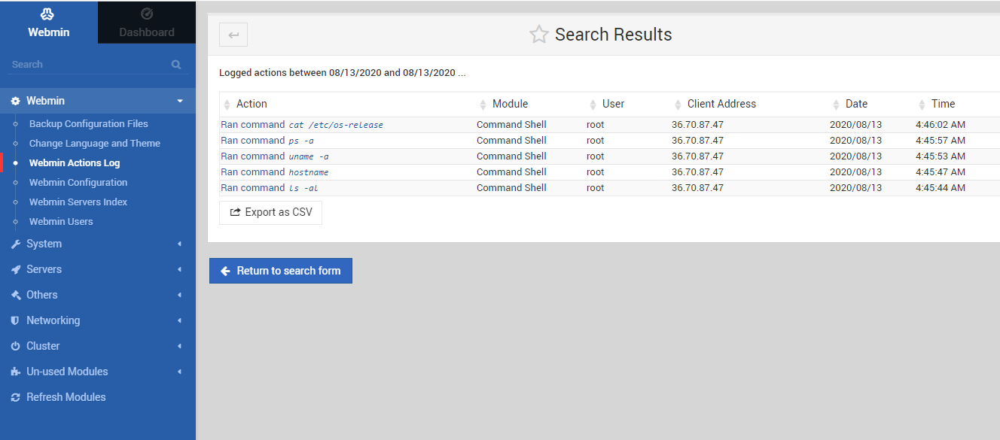 Webmin
Dashboard
Search
Webmin
Backup Configuration Files
Change Language and Theme
Webmin Actions Log
Webmin Configuration
Webmin Servers Index
Webmin Users
System
Servers
Others
Networking
Cluster
Un-used Modules
Refresh Modules
Search Results
Logged actions between 08/13/2020 and 08/13/2020 ...
Action Module User Client Address Date Time
Ran command cat /etc/os-release Command Shell root 36.70.87.47 2020/08/13 4:46:02 AM
Ran command ps -a Command Shell root 36.70.87.47 2020/08/13 4:45:57 AM
Ran command uname -a Command Shell root 36.70.87.47 2020/08/13 4:45:53 AM
Ran command hostname Command Shell root 36.70.87.47 2020/08/13 4:45:47 AM
Ran command ls -al Command Shell root 36.70.87.47 2020/08/13 4:45:44 AM
Export as CSV
Return to search form